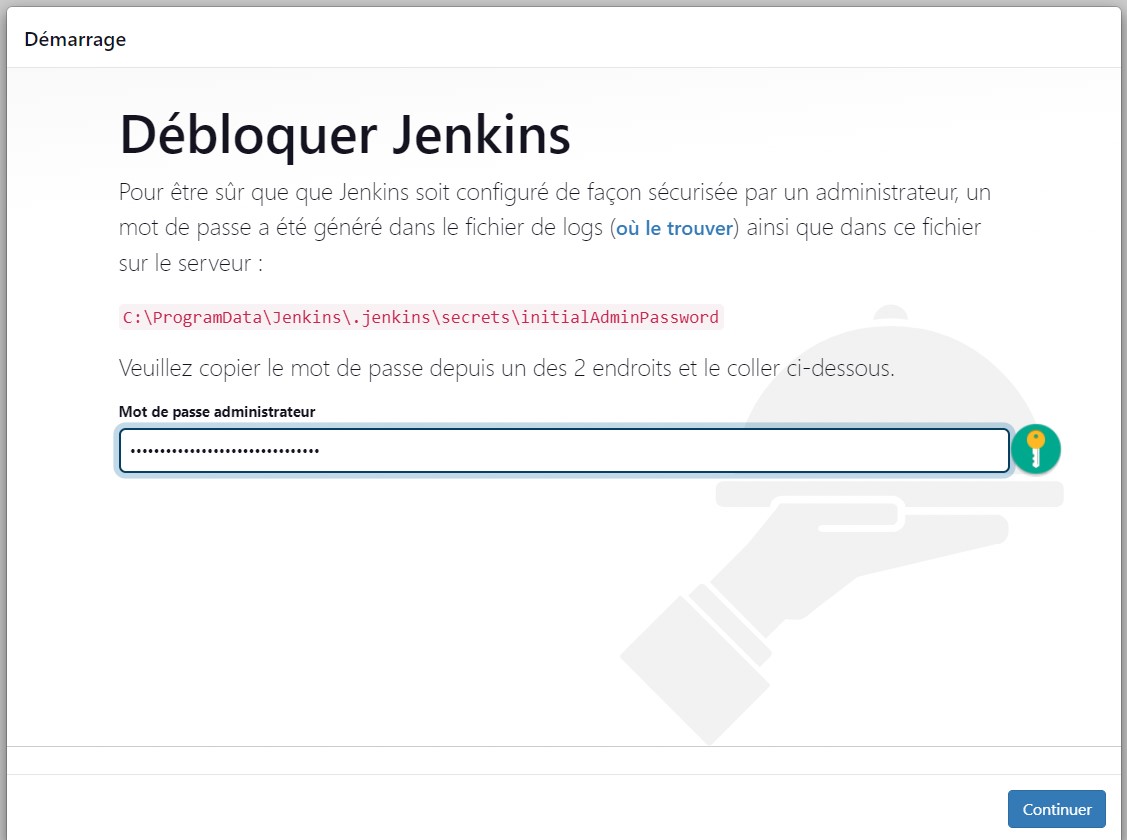 Démarrage
Débloquer Jenkins
Pour être sûr que que Jenkins soit configuré de façon sécurisée par un administrateur, un
mot de passe a été généré dans le fichier de logs (où le trouver) ainsi que dans ce fichier
sur le serveur :
C:\ProgramData\Jenkins\.jenkins\secrets\initialAdminPassword
Veuillez copier le mot de passe depuis un des 2 endroits et le coller ci-dessous.
Mot de passe administrateur
••••••••••••••••••••••••••••••••
Continuer